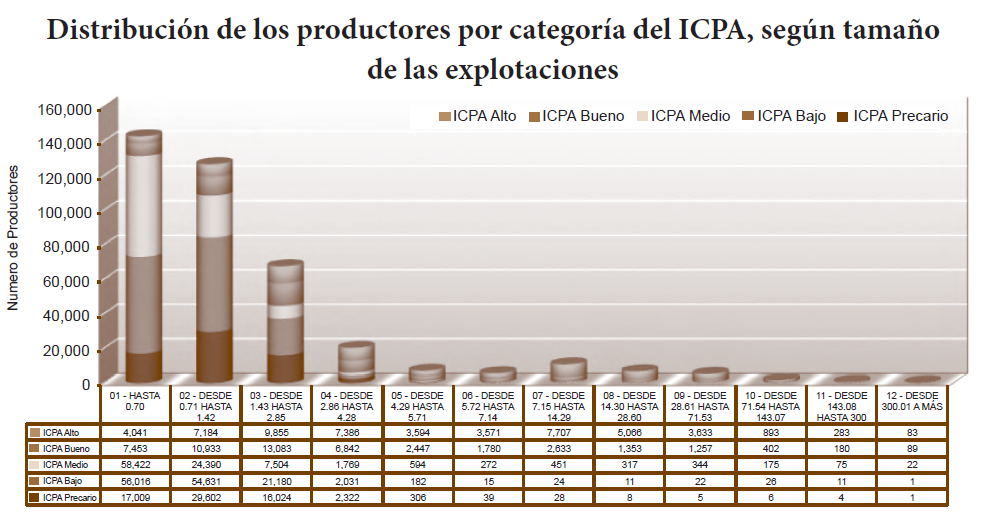 Distribución de los productores por categoría del ICPA, según tamaño
de las explotaciones
ICPA Alto ICPA Bueno ICPA Medio ICPA Bajo ICPA Precario
Numero de Productores
160,000
140,000
120,000
100,000
80,000
60,000
40,000
20,000
0
01 - HASTA 0.70
02 - DESDE 0.71 HASTA 1.42
03 - DESDE 1.43 HASTA 2.85
04 - DESDE 2.86 HASTA 4.28
05 - DESDE 4.29 HASTA 5.71
06 - DESDE 5.72 HASTA 7.14
07 - DESDE 7.15 HASTA 14.29
08 - DESDE 14.30 HASTA 28.60
09 - DESDE 28.61 HASTA 71.53
10 - DESDE 71.54 HASTA 143.07
11 - DESDE 143.08 HASTA 300
12 - DESDE 300.01 A MÁS
ICPA Alto 4,041 7,184 9,855 7,386 3,594 3,571 7,707 5,066 3,633 893 283 83
ICPA Bueno 7,453 10,933 13,083 6,842 2,447 1,780 2,633 1,353 1,257 402 180 89
ICPA Medio 58,422 24,390 7,504 1,769 594 272 451 317 344 175 75 22
ICPA Bajo 56,016 54,631 21,180 2,031 182 15 24 11 22 26 11 1
ICPA Precario 17,009 29,602 16,024 2,322 306 39 28 8 5 6 4 1